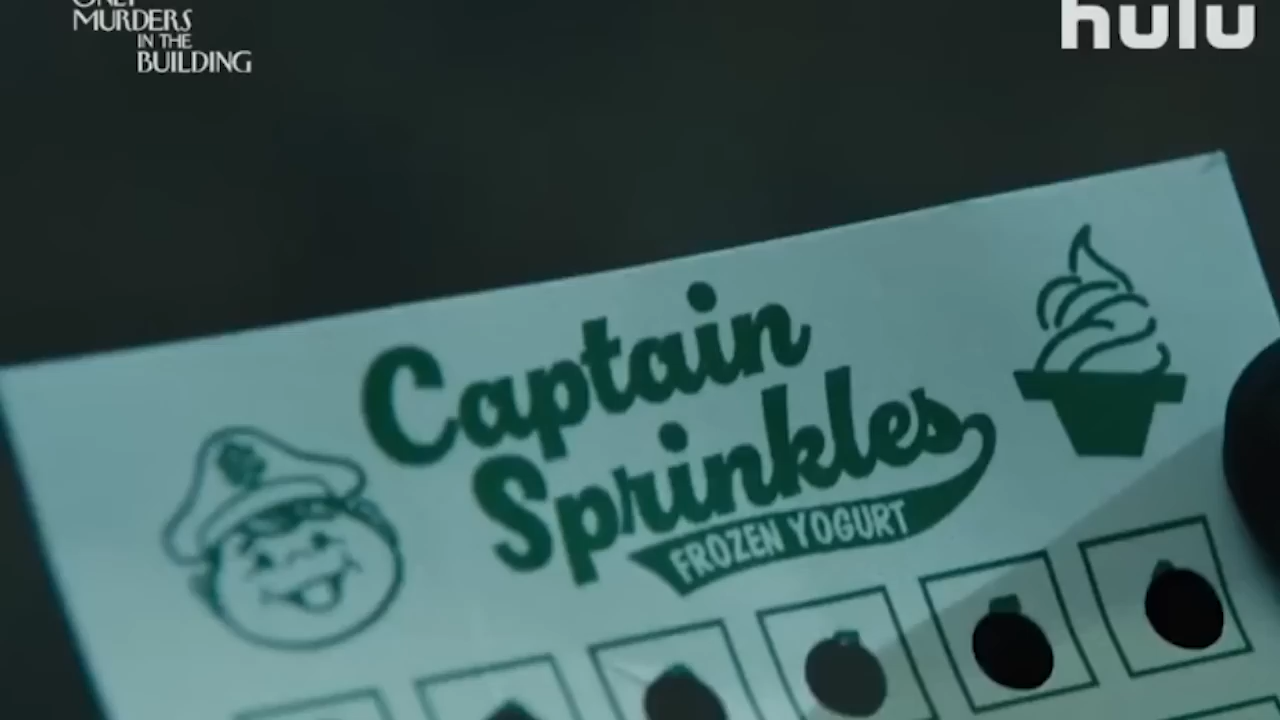 ONLY
MURDERS
IN THE
BUILDING
hulu
Captain
Sprinkles
FROZEN YOGURT